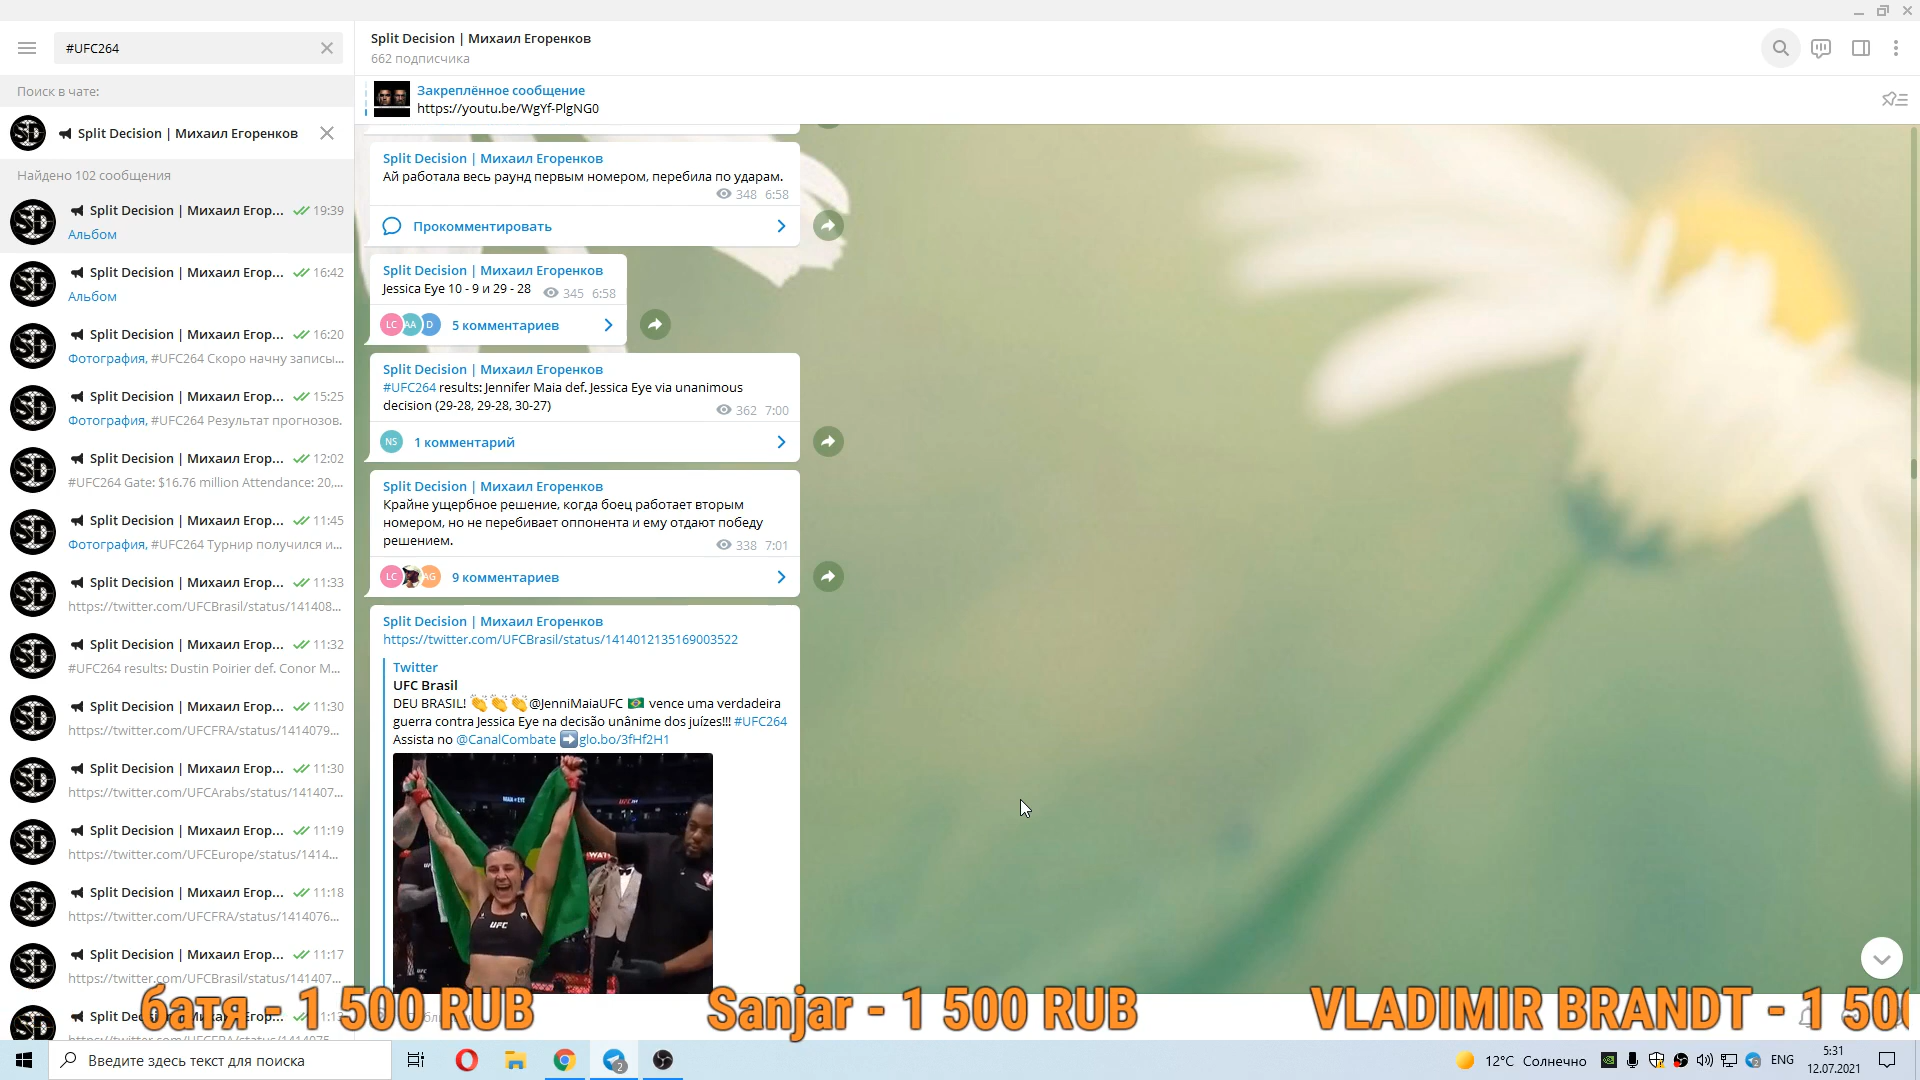 #UFC264
Поиск в чате:
Split Decision | Михаил Егоренков
Найдено 102 сообщения
Split Decision | Михаил Егор... 19:39
Альбом
Split Decision | Михаил Егор... 16:42
Альбом
Split Decision | Михаил Егор... 16:20
Фотография, #UFC264 Скоро начну записы...
Split Decision | Михаил Егор... 15:25
Фотография, #UFC264 Результат прогнозов.
Split Decision | Михаил Егор... 12:02
#UFC264 Gate: $16.76 million Attendance: 20,...
Split Decision | Михаил Егор... 11:45
Фотография, #UFC264 Турнир получился и...
Split Decision | Михаил Егор... 11:33
https://twitter.com/UFCBrasil/status/141408...
Split Decision | Михаил Егор... 11:32
#UFC264 results: Dustin Poirier def. Conor M...
Split Decision | Михаил Егор... 11:30
https://twitter.com/UFCFRA/status/1414079...
Split Decision | Михаил Егор... 11:30
https://twitter.com/UFCArabs/status/141407...
Split Decision | Михаил Егор... 11:19
https://twitter.com/UFCEurope/status/1414...
Split Decision | Михаил Егор... 11:18
https://twitter.com/UFCFRA/status/1414076...
Split Decision | Михаил Егор... 11:17
https://twitter.com/UFCBrasil/status/141407...
Split Decision | Михаил Егоренков
662 подписчика
Закреплённое сообщение
https://youtu.be/WgYf-PlgNG0
Split Decision | Михаил Егоренков
Ай работала весь раунд первым номером, перебила по ударам.
348 6:58
Прокомментировать
Split Decision | Михаил Егоренков
Jessica Eye 10 - 9 и 29 - 28 345 6:58
LC AA D 5 комментариев
Split Decision | Михаил Егоренков
#UFC264 results: Jennifer Maia def. Jessica Eye via unanimous
decision (29-28, 29-28, 30-27) 362 7:00
NS 1 комментарий
Split Decision | Михаил Егоренков
Крайне ущербное решение, когда боец работает вторым
номером, но не перебивает оппонента и ему отдают победу
решением. 338 7:01
LC AG 9 комментариев
Split Decision | Михаил Егоренков
https://twitter.com/UFCBrasil/status/1414012135169003522
Twitter
UFC Brasil
DEU BRASIL! 👏👏👏@JenniMaiaUFC 🇧🇷 vence uma verdadeira
guerra contra Jessica Eye na decisão unânime dos juízes!!! #UFC264
Assista no @CanalCombate ➡️glo.bo/3fHf2H1
UFC
батя - 1 500 RUB Sanjar - 1 500 RUB VLADIMIR BRANDT - 1 500
Введите здесь текст для поиска
2
12°C Солнечно
ENG
5:31
12.07.2021